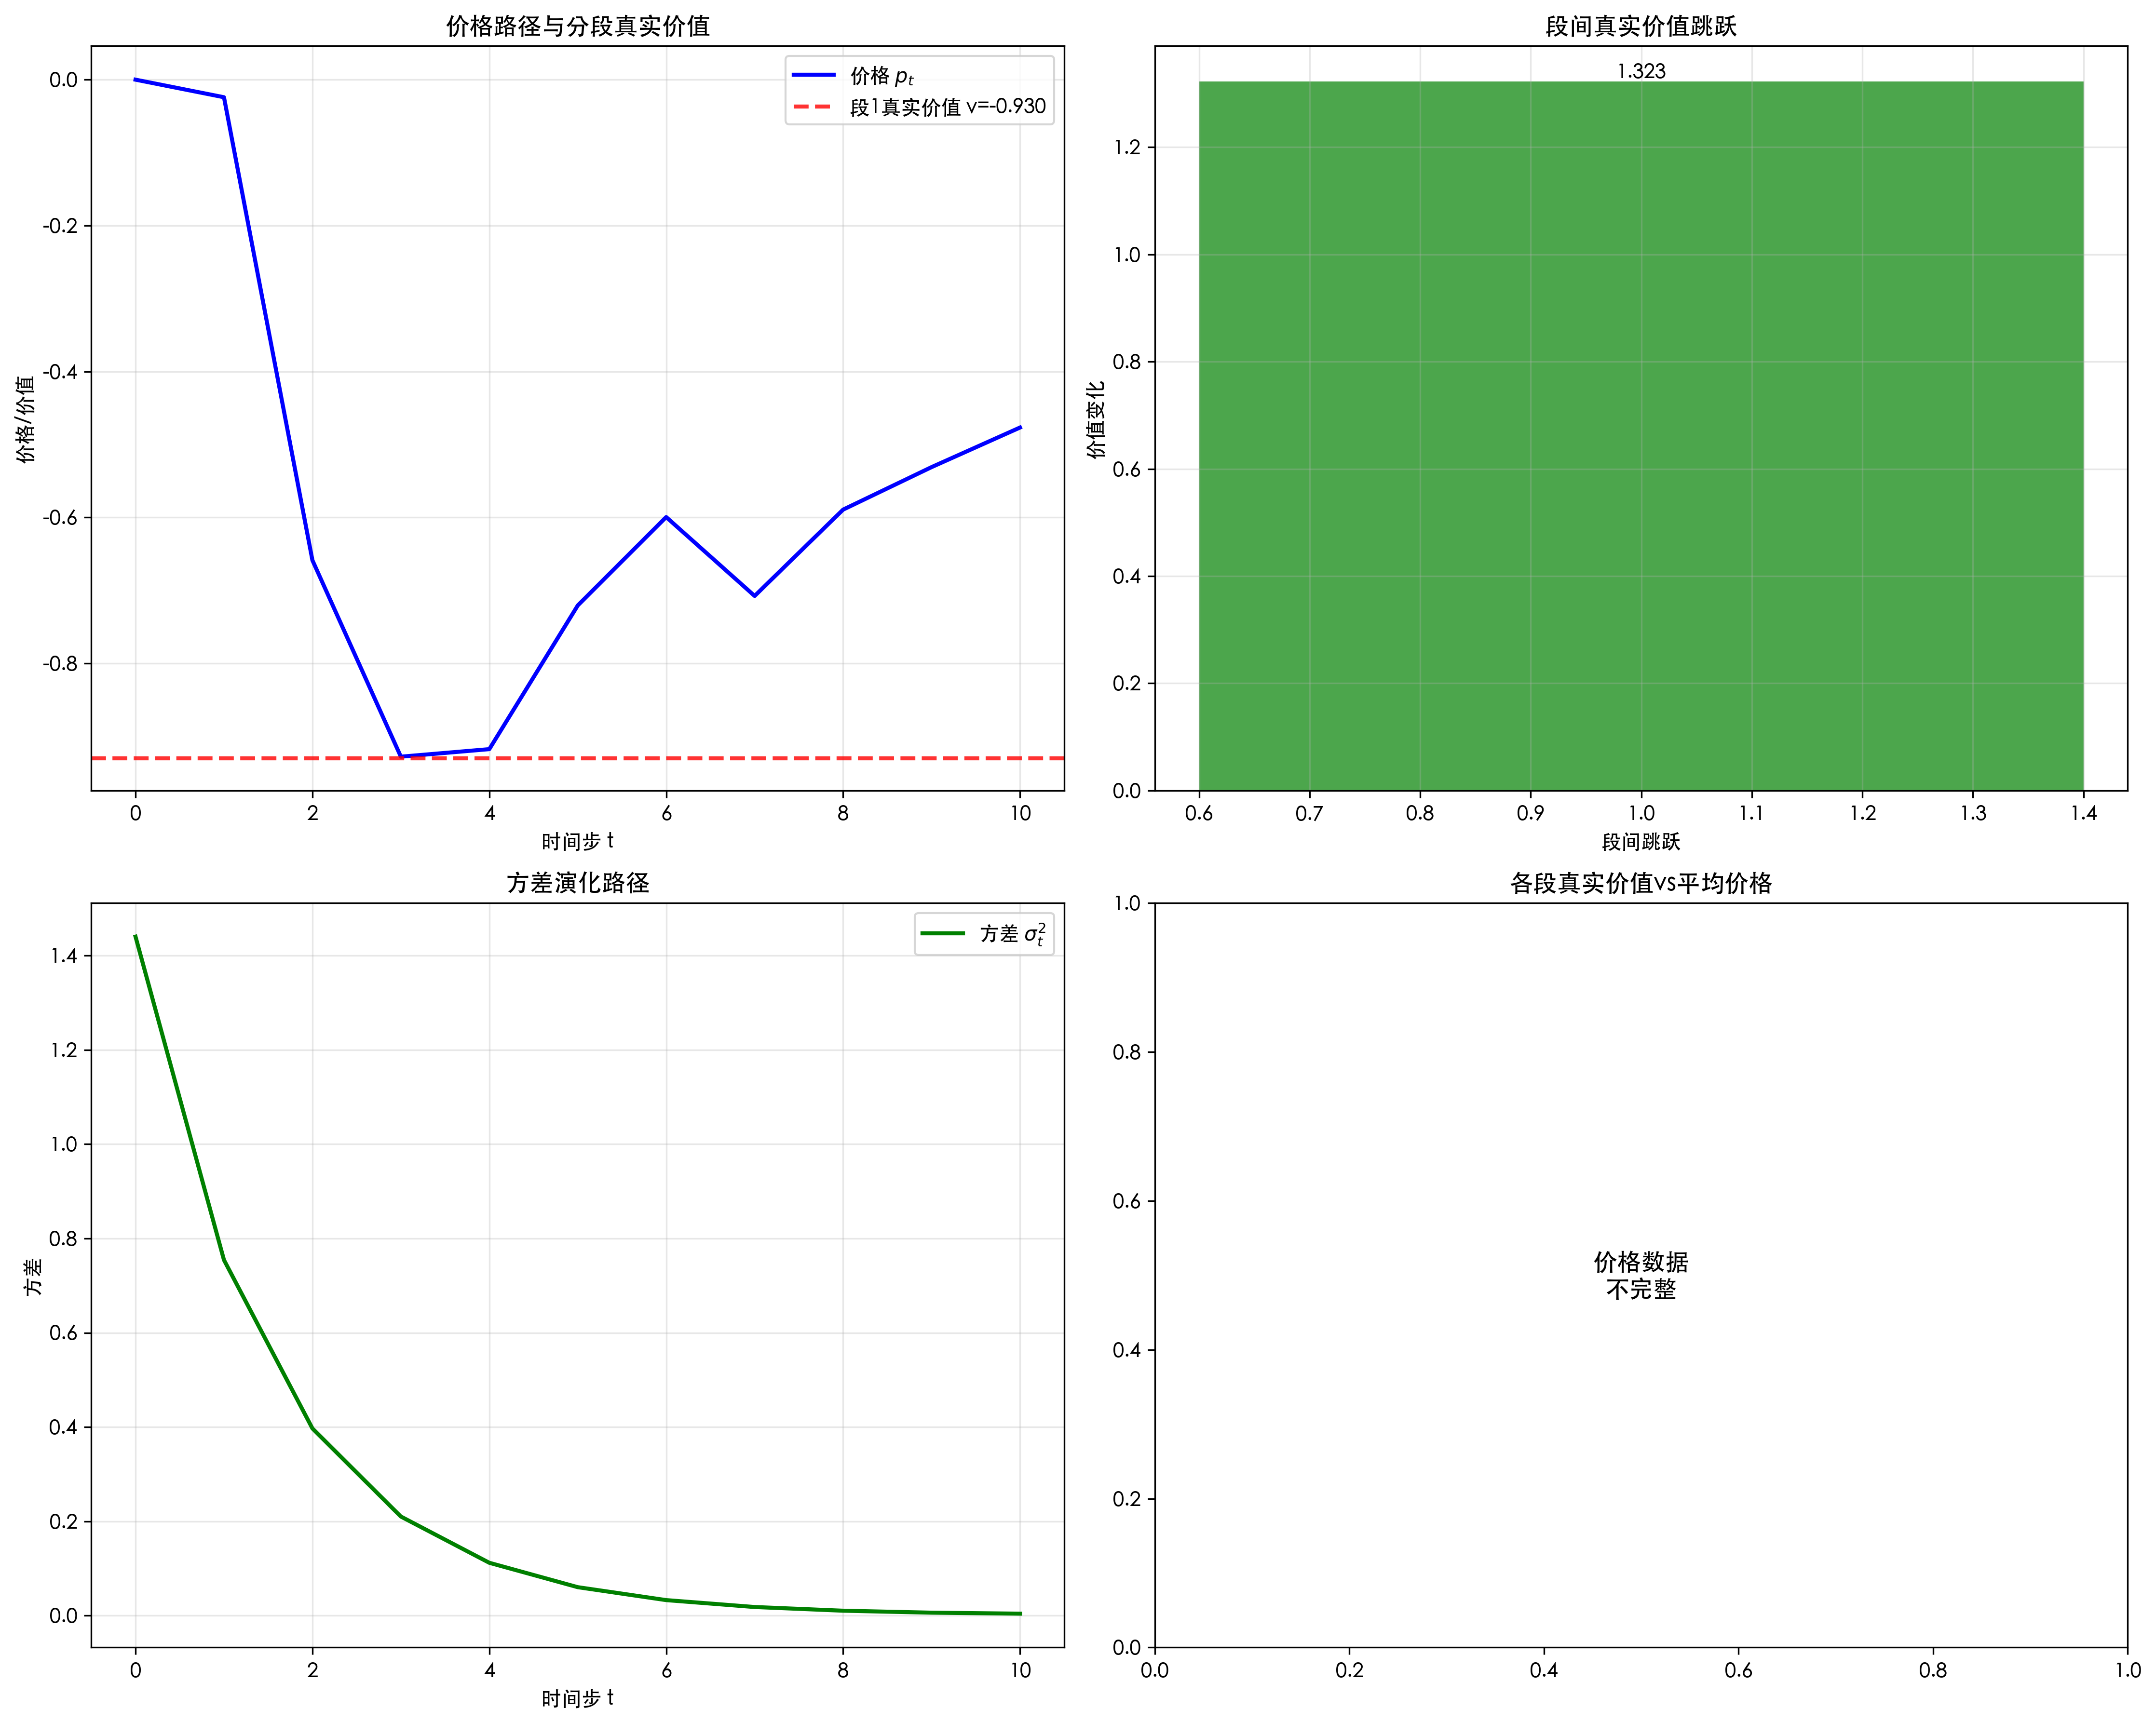 价格路径与分段真实价值
价格 pₜ
段1真实价值 v=-0.930
0.0
-0.2
-0.4
-0.6
-0.8
价格/价值
0 2 4 6 8 10
时间步 t
段间真实价值跳跃
1.323
1.2
1.0
0.8
0.6
0.4
0.2
0.0
价值变化
0.6 0.7 0.8 0.9 1.0 1.1 1.2 1.3 1.4
段间跳跃
方差演化路径
方差 σₜ²
1.4
1.2
1.0
0.8
0.6
0.4
0.2
0.0
方差
0 2 4 6 8 10
时间步 t
各段真实价值vs平均价格
1.0
0.8
0.6
0.4
0.2
0.0
价格数据
不完整
0.0 0.2 0.4 0.6 0.8 1.0